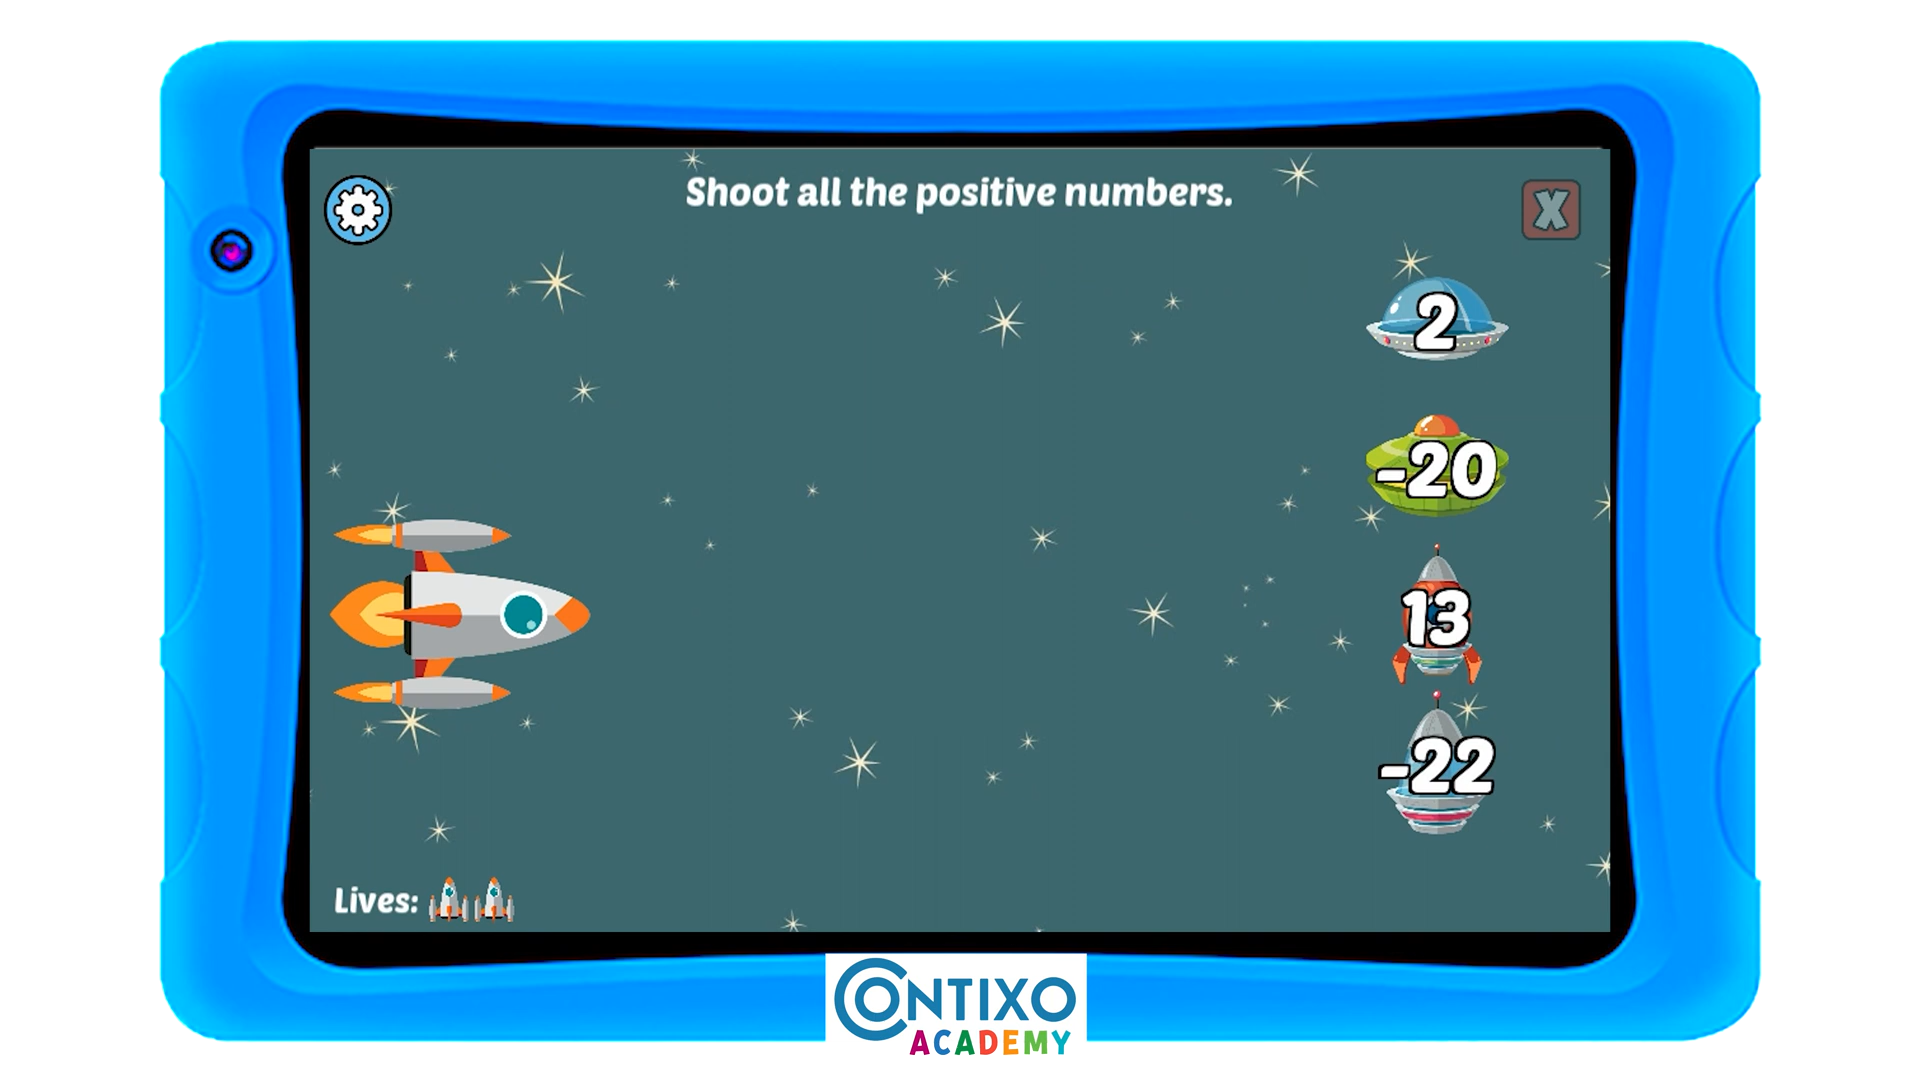 Shoot all the positive numbers.
X
2
-20
13
-22
Lives:
CONTIXO
ACADEMY